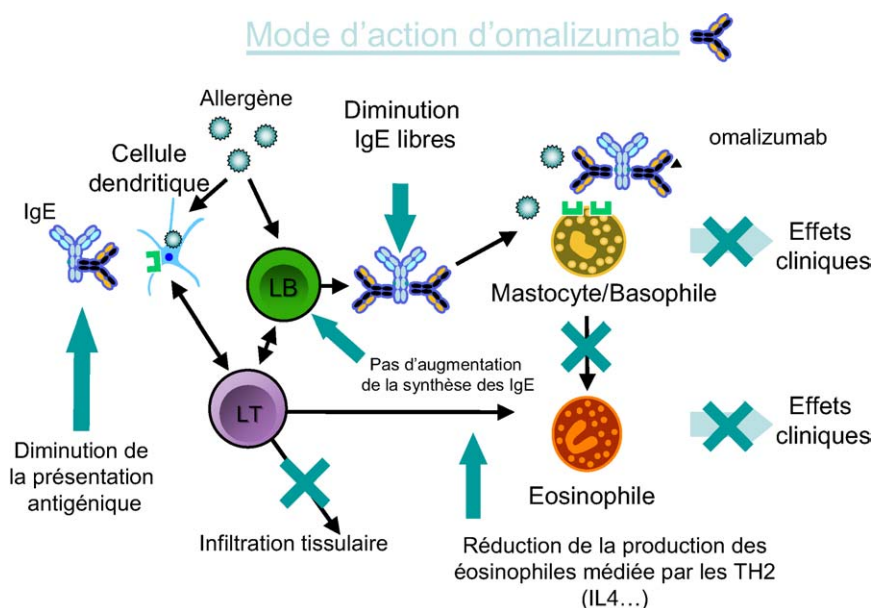 Mode d'action d'omalizumab
Allergène
Diminution
IgE libres
omalizumab
Cellule
dendritique
IgE
LB
Effets
cliniques
Mastocyte/Basophile
Pas d'augmentation
de la synthèse des IgE
LT
Effets
cliniques
Diminution de
la présentation
antigénique
Eosinophile
Infiltration tissulaire
Réduction de la production des
éosinophiles médiée par les TH2
(IL4…)